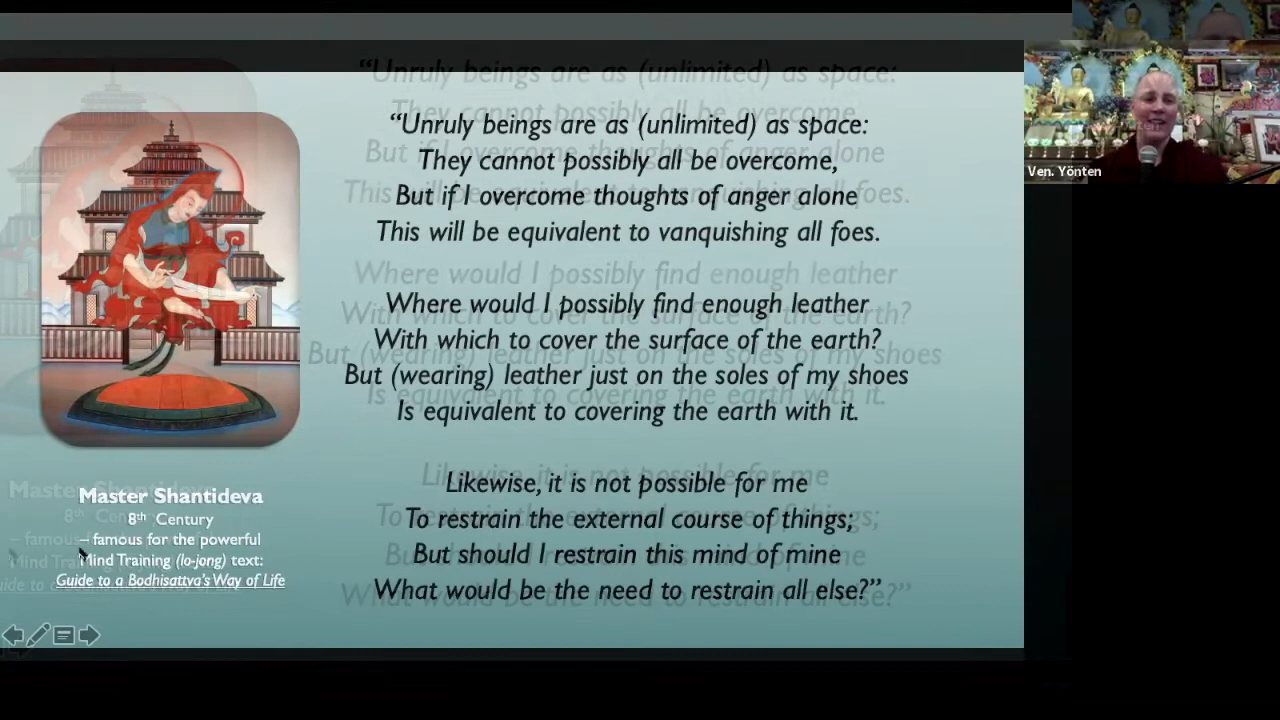 “Unruly beings are as (unlimited) as space:
They cannot possibly all be overcome,
But if I overcome thoughts of anger alone
This will be equivalent to vanquishing all foes.
Where would I possibly find enough leather
With which to cover the surface of the earth?
But (wearing) leather just on the soles of my shoes
Is equivalent to covering the earth with it.
Likewise, it is not possible for me
To restrain the external course of things;
But should I restrain this mind of mine
What would be the need to restrain all else?”
Master Shantideva
8th Century
– famous for the powerful
Mind Training (lo-jong) text:
Guide to a Bodhisattva's Way of Life
Ven. Yönten